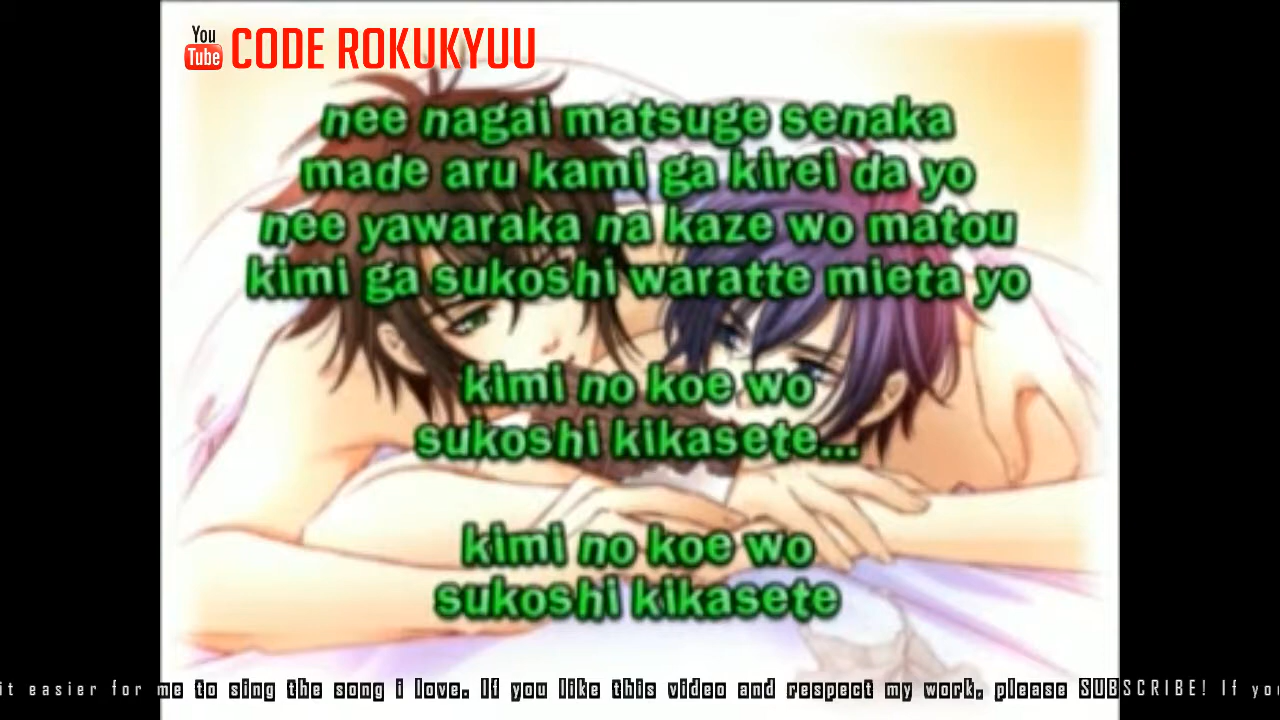 You Tube CODE ROKUKYUU
nee nagai matsuge senaka
made aru kami ga kirei da yo
nee yawaraka na kaze wo matou
kimi ga sukoshi waratte mieta yo
kimi no koe wo
sukoshi kikasete...
kimi no koe wo
sukoshi kikasete
it easier for me to sing the song i love. If you like this video and respect my work, please SUBSCRIBE! If you